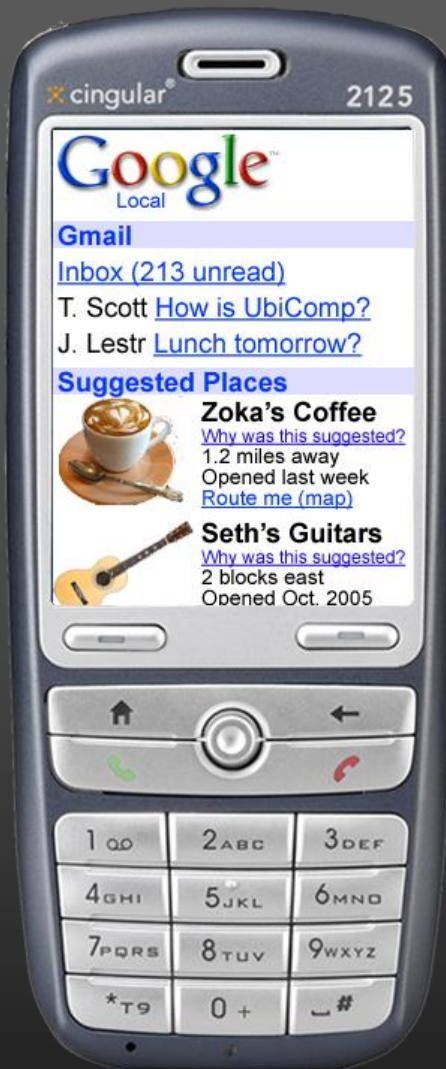 cingular® 2125
Google™
Local
Gmail
Inbox (213 unread)
T. Scott How is UbiComp?
J. Lestr Lunch tomorrow?
Suggested Places
Zoka's Coffee
Why was this suggested?
1.2 miles away
Opened last week
Route me (map)
Seth's Guitars
Why was this suggested?
2 blocks east
Opened Oct. 2005
1 2ABC 3DEF
4GHI 5JKL 6MNO
7PQRS 8TUV 9WXYZ
*T9 0 + #